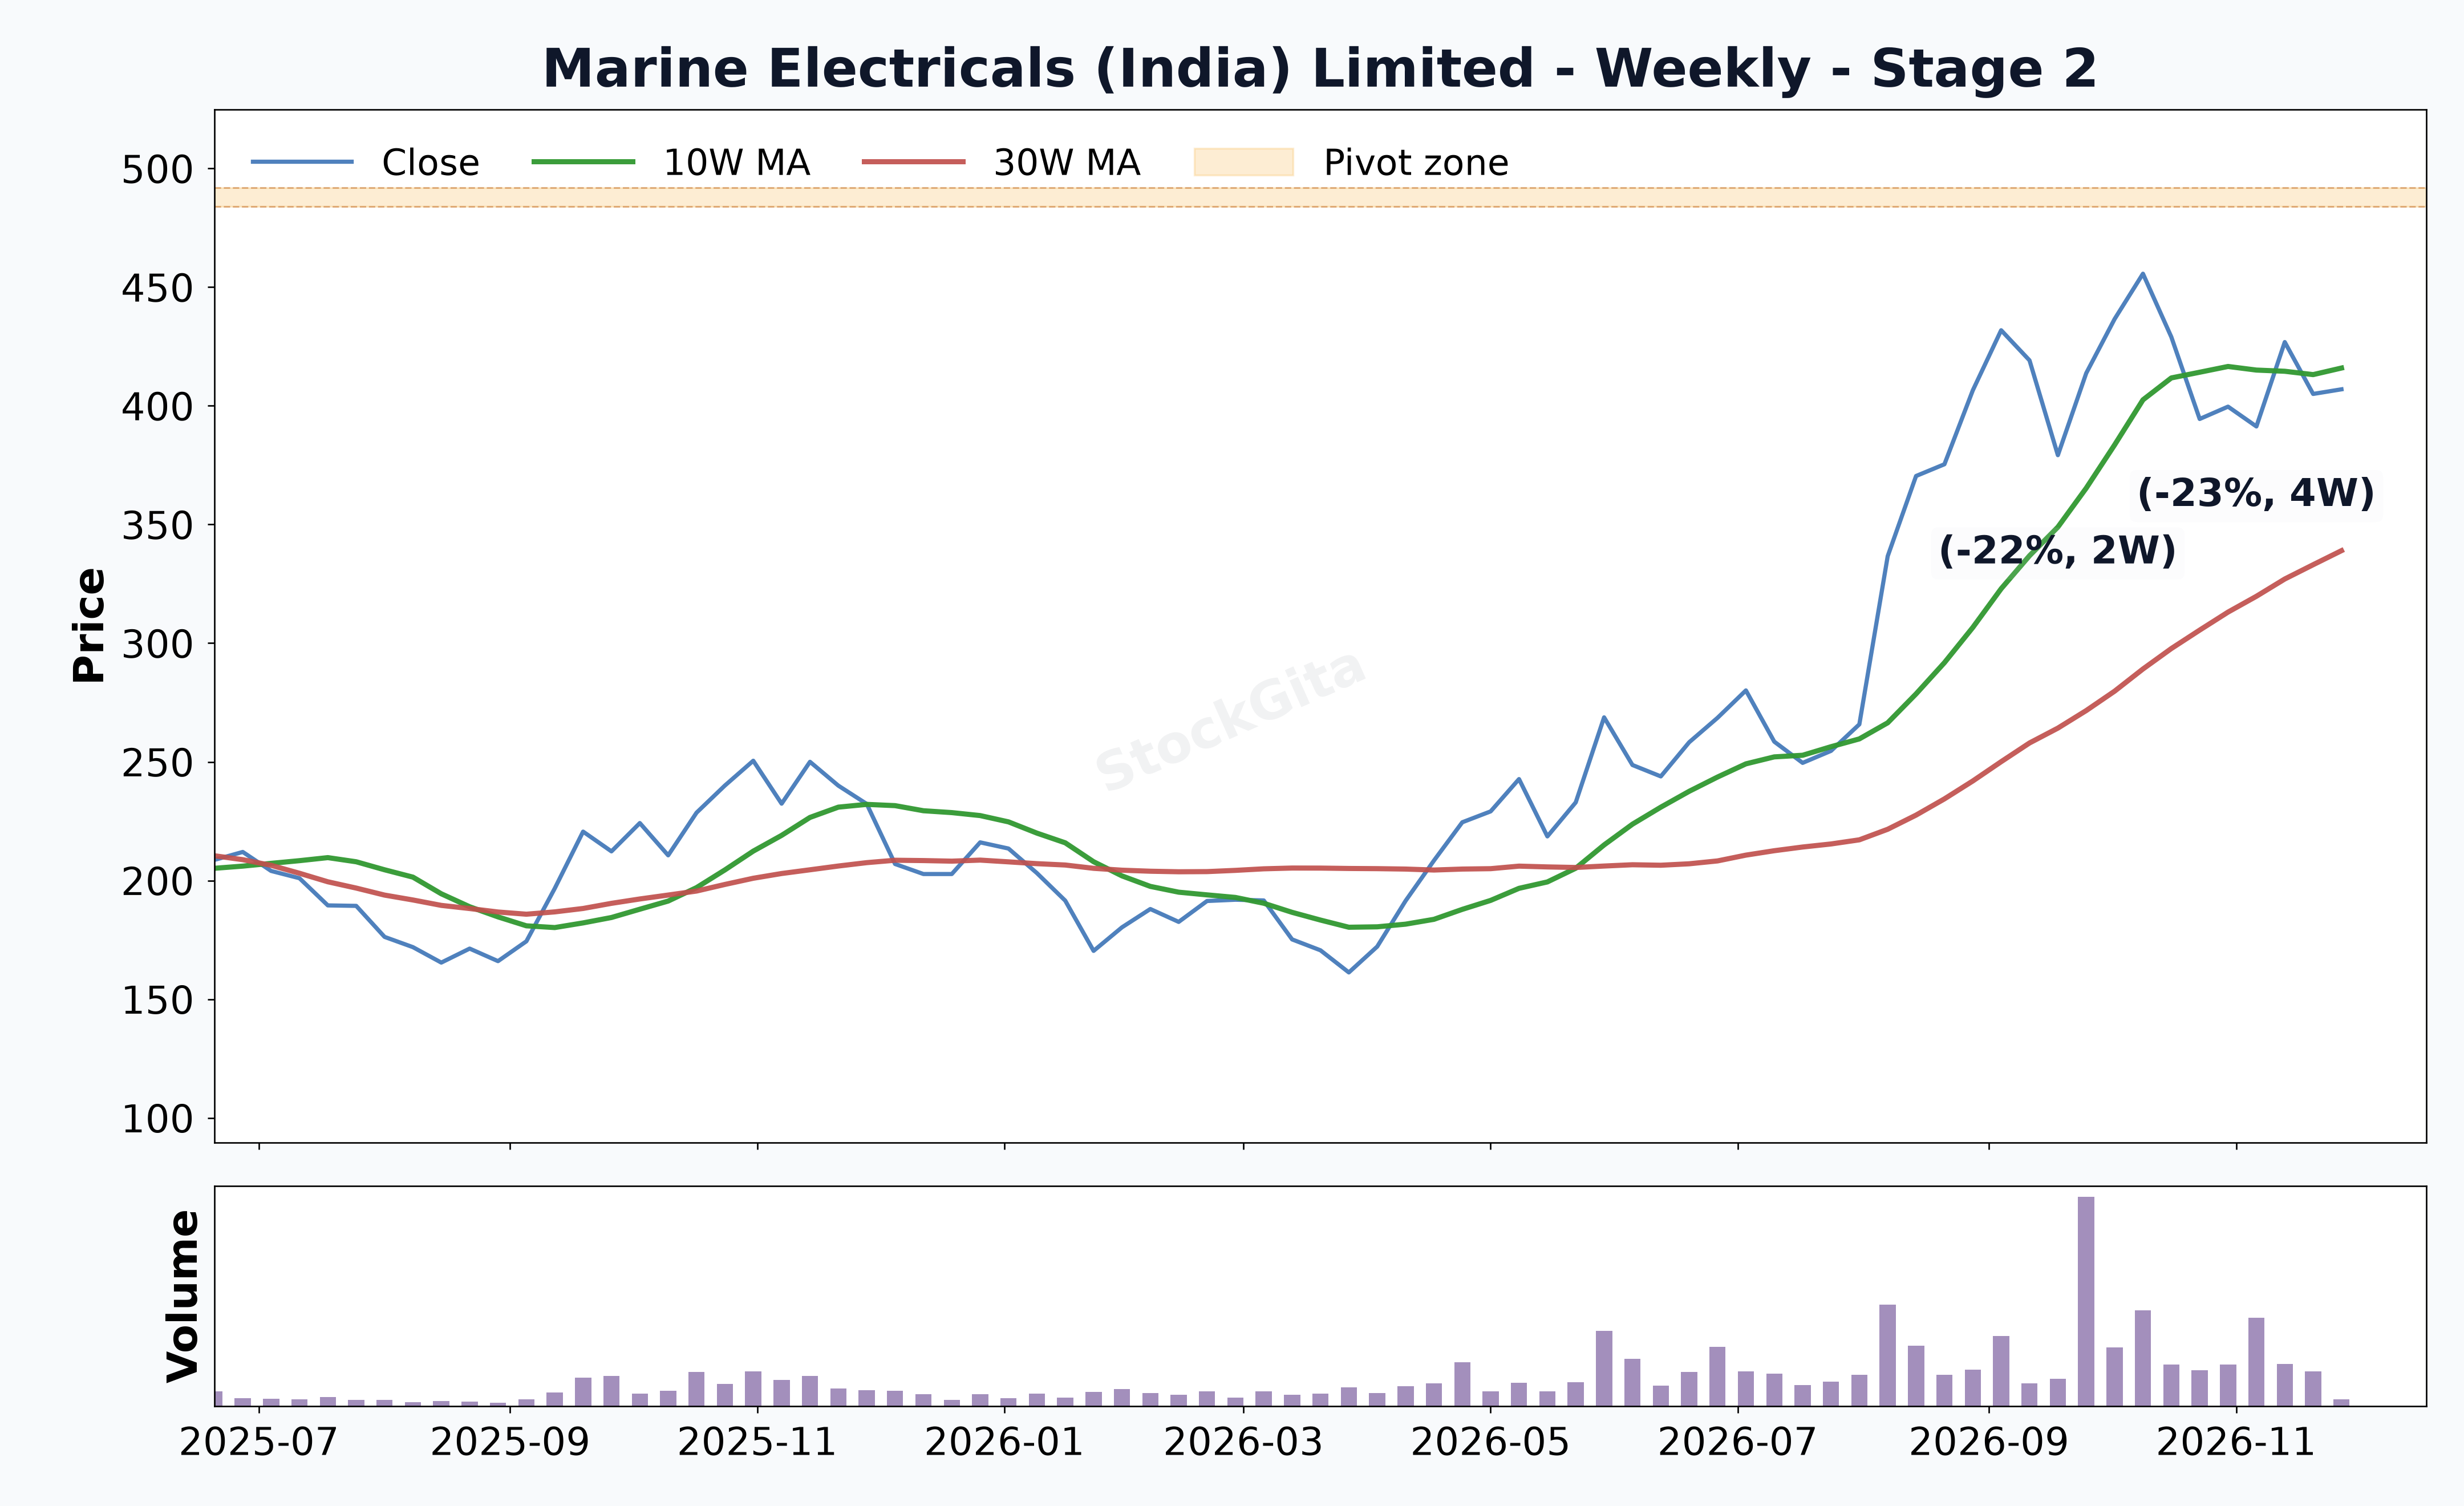 Marine Electricals (India) Limited - Weekly - Stage 2
Close
10W MA
30W MA
Pivot zone
500
450
400
350
300
250
200
150
100
Price
(-23%, 4W)
(-22%, 2W)
StockGita
Volume
2025-07
2025-09
2025-11
2026-01
2026-03
2026-05
2026-07
2026-09
2026-11